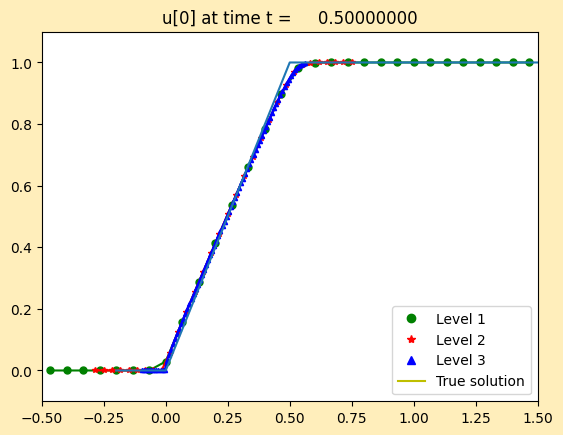 u[0] at time t = 0.50000000
1.0
0.8
0.6
0.4
0.2
0.0
Level 1
Level 2
Level 3
True solution
−0.50 −0.25 0.00 0.25 0.50 0.75 1.00 1.25 1.50